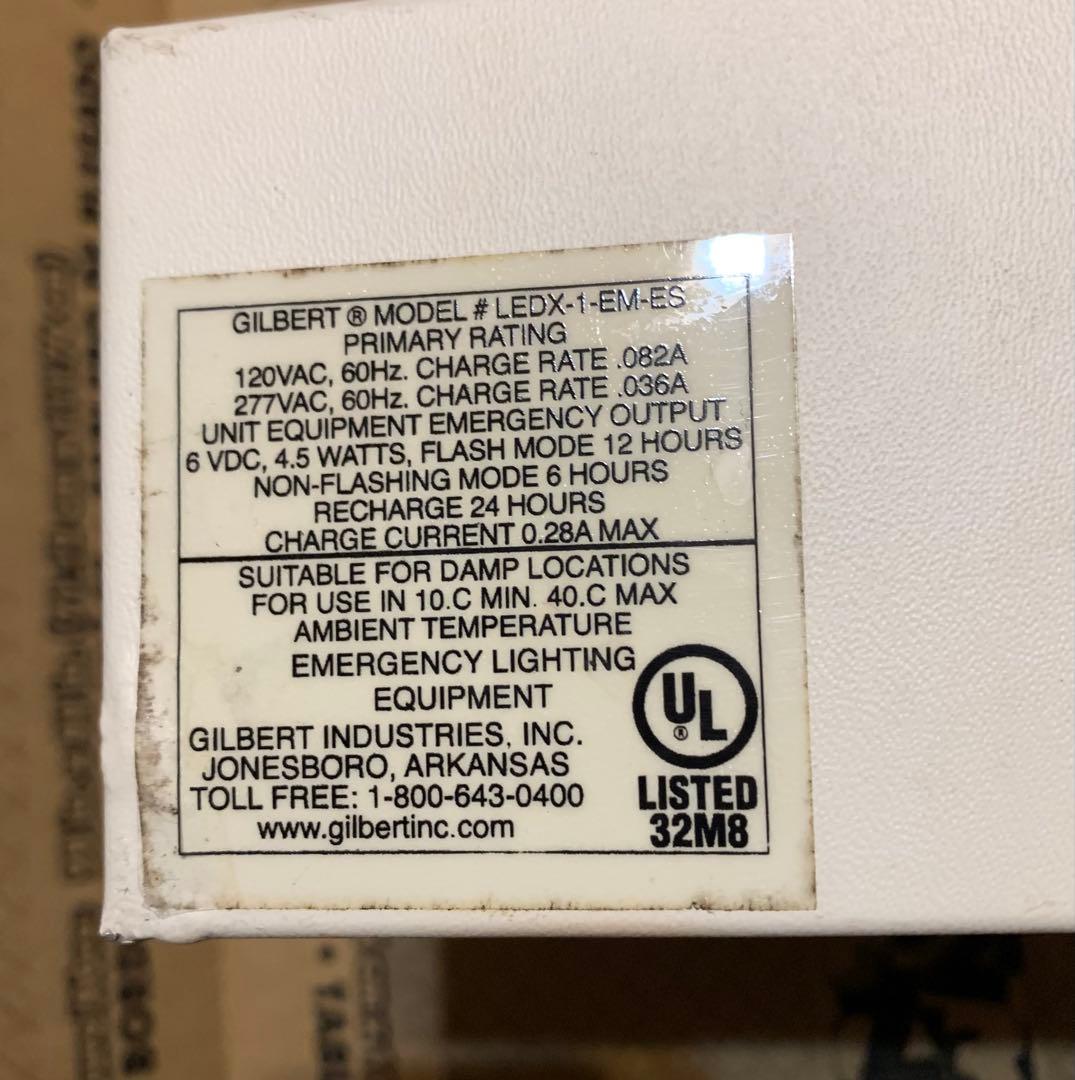 GILBERT ® MODEL # LEDX-1-EM-ES
PRIMARY RATING
120VAC, 60Hz. CHARGE RATE .082A
277VAC, 60Hz. CHARGE RATE .036A
UNIT EQUIPMENT EMERGENCY OUTPUT
6 VDC, 4.5 WATTS, FLASH MODE 12 HOURS
NON-FLASHING MODE 6 HOURS
RECHARGE 24 HOURS
CHARGE CURRENT 0.28A MAX
SUITABLE FOR DAMP LOCATIONS
FOR USE IN 10.C MIN. 40.C MAX
AMBIENT TEMPERATURE
EMERGENCY LIGHTING
EQUIPMENT
GILBERT INDUSTRIES, INC.
JONESBORO, ARKANSAS
TOLL FREE: 1-800-643-0400
www.gilbertinc.com
UL ®
LISTED
32M8